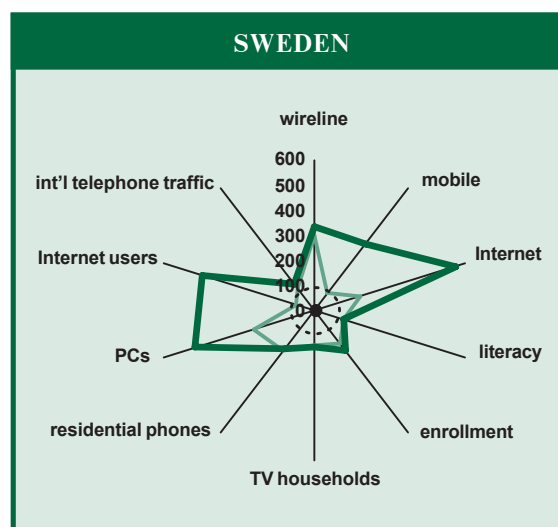 SWEDEN
wireline
600
500
400
300
200
100
0
int'l telephone traffic
mobile
Internet users
Internet
PCs
literacy
residential phones
enrollment
TV households